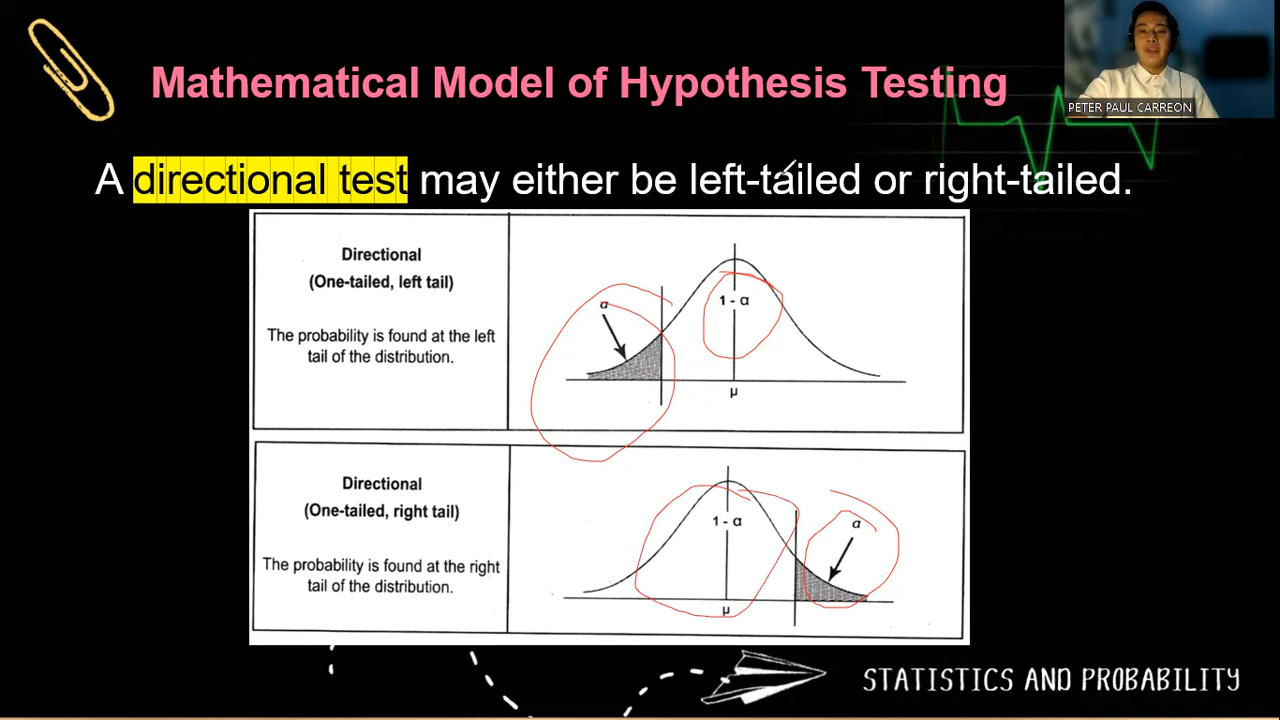 Mathematical Model of Hypothesis Testing
PETER PAUL CARREON
A directional test may either be left-tailed or right-tailed.
Directional
(One-tailed, left tail)
The probability is found at the left
tail of the distribution.
α
1 - α
μ
Directional
(One-tailed, right tail)
The probability is found at the right
tail of the distribution.
1 - α
α
μ
STATISTICS AND PROBABILITY